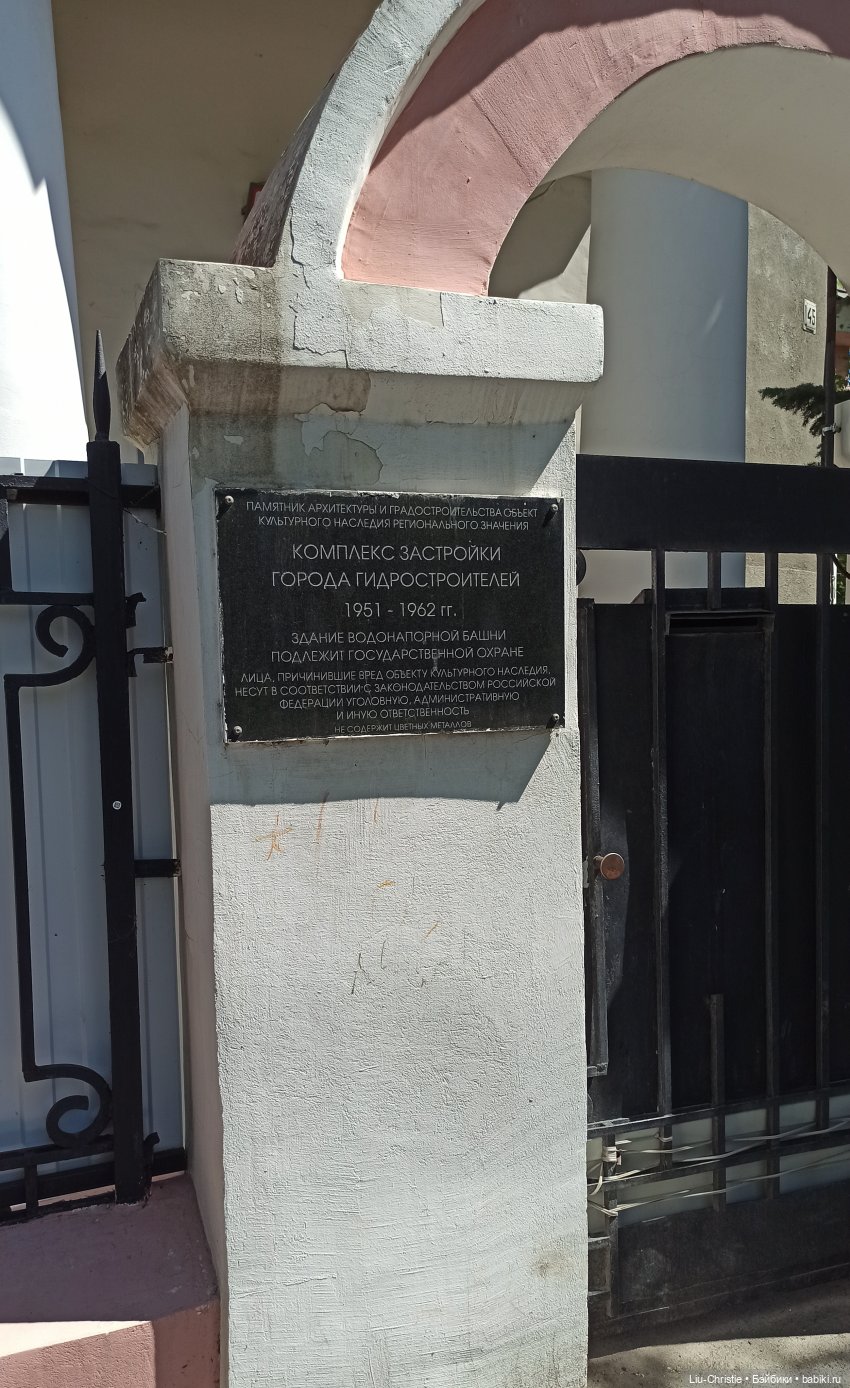 45
ПАМЯТНИК АРХИТЕКТУРЫ И ГРАДОСТРОИТЕЛЬСТВА ОБЪЕКТ
КУЛЬТУРНОГО НАСЛЕДИЯ РЕГИОНАЛЬНОГО ЗНАЧЕНИЯ
КОМПЛЕКС ЗАСТРОЙКИ
ГОРОДА ГИДРОСТРОИТЕЛЕЙ
1951 - 1962 гг.
ЗДАНИЕ ВОДОНАПОРНОЙ БАШНИ
ПОДЛЕЖИТ ГОСУДАРСТВЕННОЙ ОХРАНЕ
ЛИЦА, ПРИЧИНИВШИЕ ВРЕД ОБЪЕКТУ КУЛЬТУРНОГО НАСЛЕДИЯ,
НЕСУТ В СООТВЕТСТВИИ С ЗАКОНОДАТЕЛЬСТВОМ РОССИЙСКОЙ
ФЕДЕРАЦИИ УГОЛОВНУЮ, АДМИНИСТРАТИВНУЮ
И ИНУЮ ОТВЕТСТВЕННОСТЬ
НЕ СОДЕРЖИТ ЦВЕТНЫХ МЕТАЛЛОВ
Liu-Christie • Бэйбики • babiki.ru